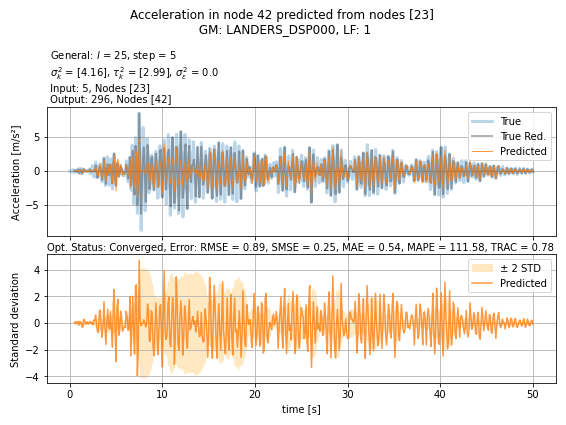 Acceleration in node 42 predicted from nodes [23]
GM: LANDERS_DSP000, LF: 1
General: l = 25, step = 5
σ²ₖ = [4.16], τ²ₖ = [2.99], σ²ε = 0.0
Input: 5, Nodes [23]
Output: 296, Nodes [42]
Acceleration [m/s²]
5
0
−5
True
True Red.
Predicted
Opt. Status: Converged, Error: RMSE = 0.89, SMSE = 0.25, MAE = 0.54, MAPE = 111.58, TRAC = 0.78
Standard deviation
4
2
0
−2
−4
± 2 STD
Predicted
0 10 20 30 40 50
time [s]